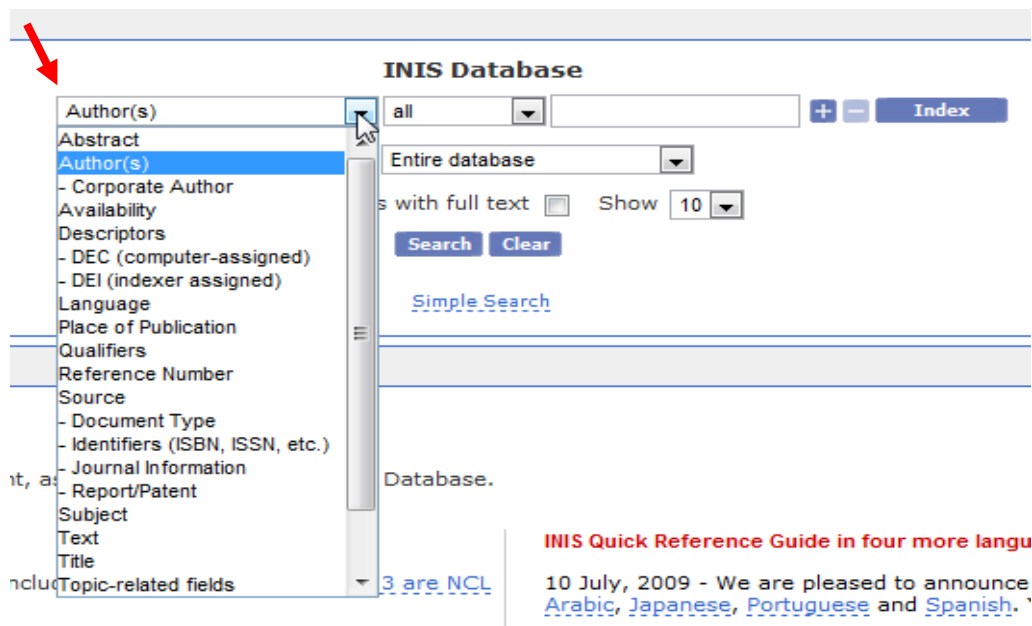 INIS Database
Author(s) all + − Index
Abstract
Author(s) Entire database
- Corporate Author
Availability with full text Show 10
Descriptors
- DEC (computer-assigned) Search Clear
- DEI (indexer assigned)
Language Simple Search
Place of Publication
Qualifiers
Reference Number
Source
- Document Type
- Identifiers (ISBN, ISSN, etc.)
- Journal Information
- Report/Patent Database.
Subject
Text
Title
Topic-related fields 3 are NCL
INIS Quick Reference Guide in four more langu
10 July, 2009 - We are pleased to announce
Arabic, Japanese, Portuguese and Spanish.